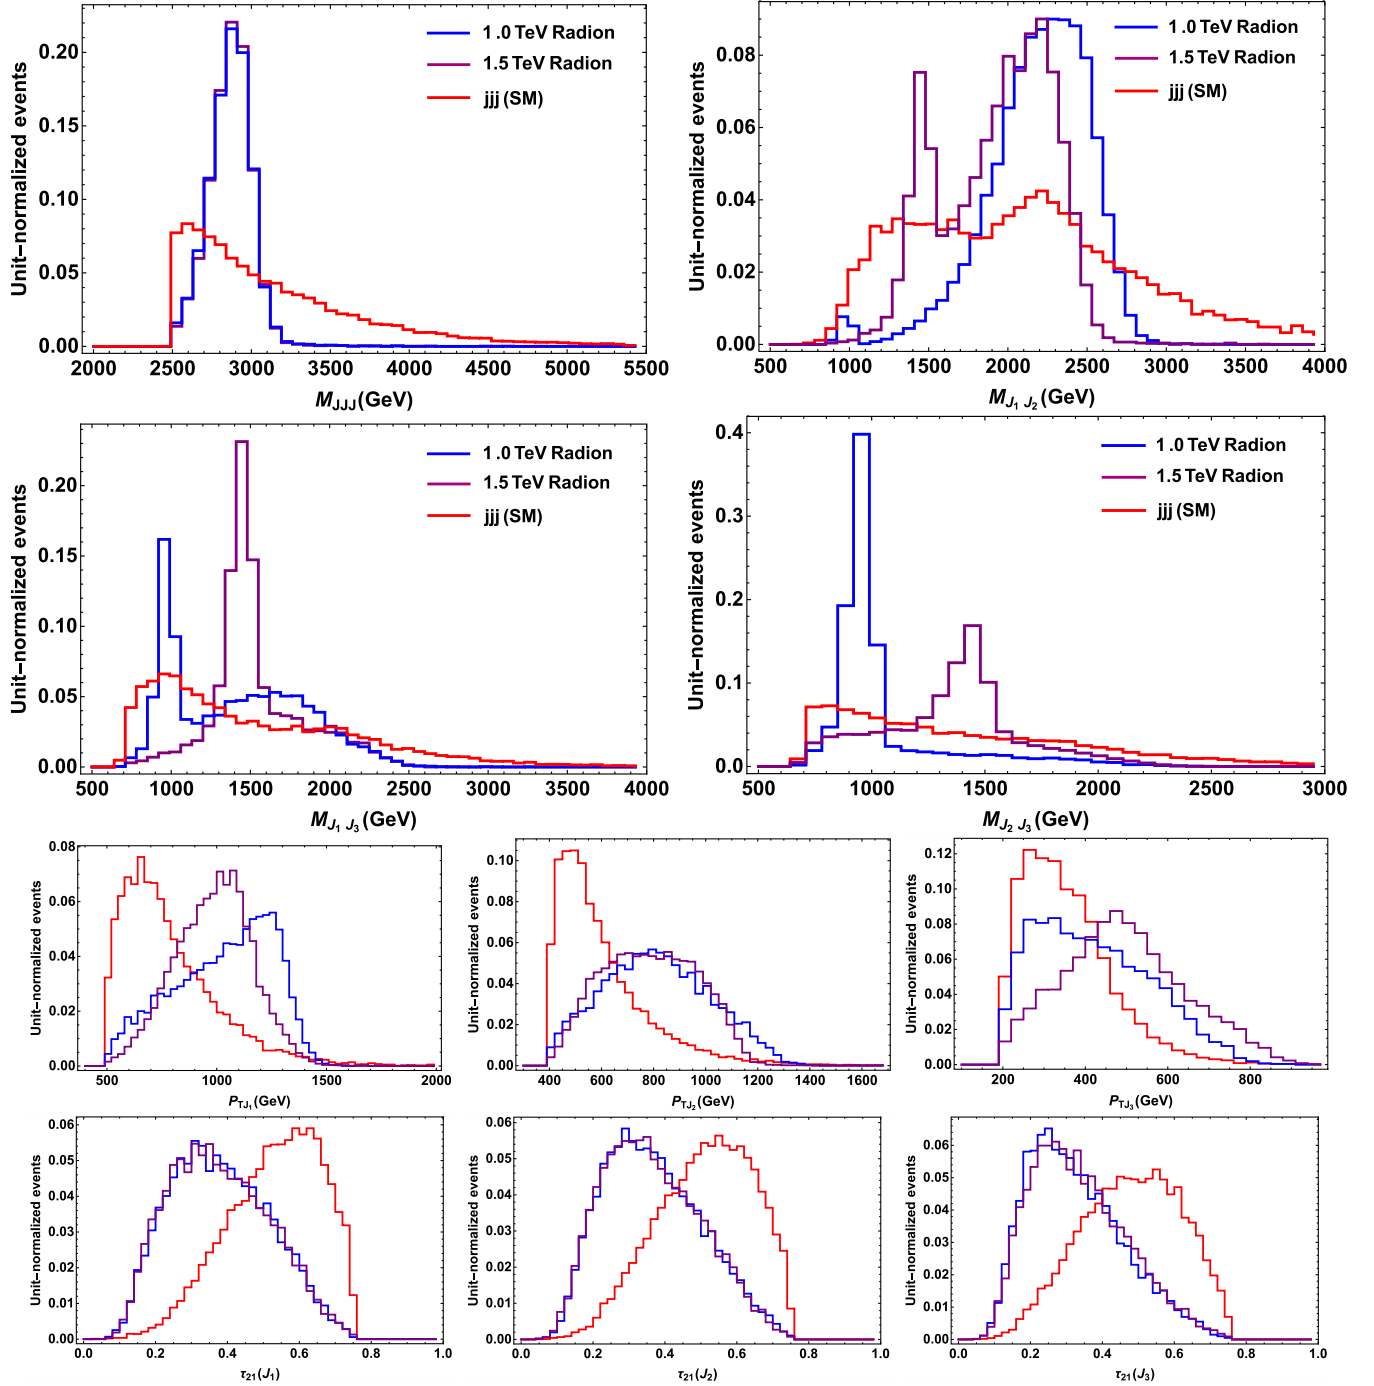 Unit-normalized events
0.20
0.15
0.10
0.05
0.00
1.0 TeV Radion
1.5 TeV Radion
jjj (SM)
2000 2500 3000 3500 4000 4500 5000 5500
M_JJJ (GeV)
Unit-normalized events
0.08
0.06
0.04
0.02
0.00
1.0 TeV Radion
1.5 TeV Radion
jjj (SM)
500 1000 1500 2000 2500 3000 3500 4000
M_J1 J2 (GeV)
Unit-normalized events
0.20
0.15
0.10
0.05
0.00
1.0 TeV Radion
1.5 TeV Radion
jjj (SM)
500 1000 1500 2000 2500 3000 3500 4000
M_J1 J3 (GeV)
Unit-normalized events
0.4
0.3
0.2
0.1
0.0
1.0 TeV Radion
1.5 TeV Radion
jjj (SM)
500 1000 1500 2000 2500 3000
M_J2 J3 (GeV)
Unit-normalized events
0.08
0.06
0.04
0.02
0.00
500 1000 1500 2000
P_TJ1 (GeV)
Unit-normalized events
0.10
0.08
0.06
0.04
0.02
0.00
400 600 800 1000 1200 1400 1600
P_TJ2 (GeV)
Unit-normalized events
0.12
0.10
0.08
0.06
0.04
0.02
0.00
200 400 600 800
P_TJ3 (GeV)
Unit-normalized events
0.06
0.05
0.04
0.03
0.02
0.01
0.00
0.0 0.2 0.4 0.6 0.8 1.0
τ21 (J1)
Unit-normalized events
0.06
0.05
0.04
0.03
0.02
0.01
0.00
0.0 0.2 0.4 0.6 0.8 1.0
τ21 (J2)
Unit-normalized events
0.06
0.05
0.04
0.03
0.02
0.01
0.00
0.0 0.2 0.4 0.6 0.8 1.0
τ21 (J3)